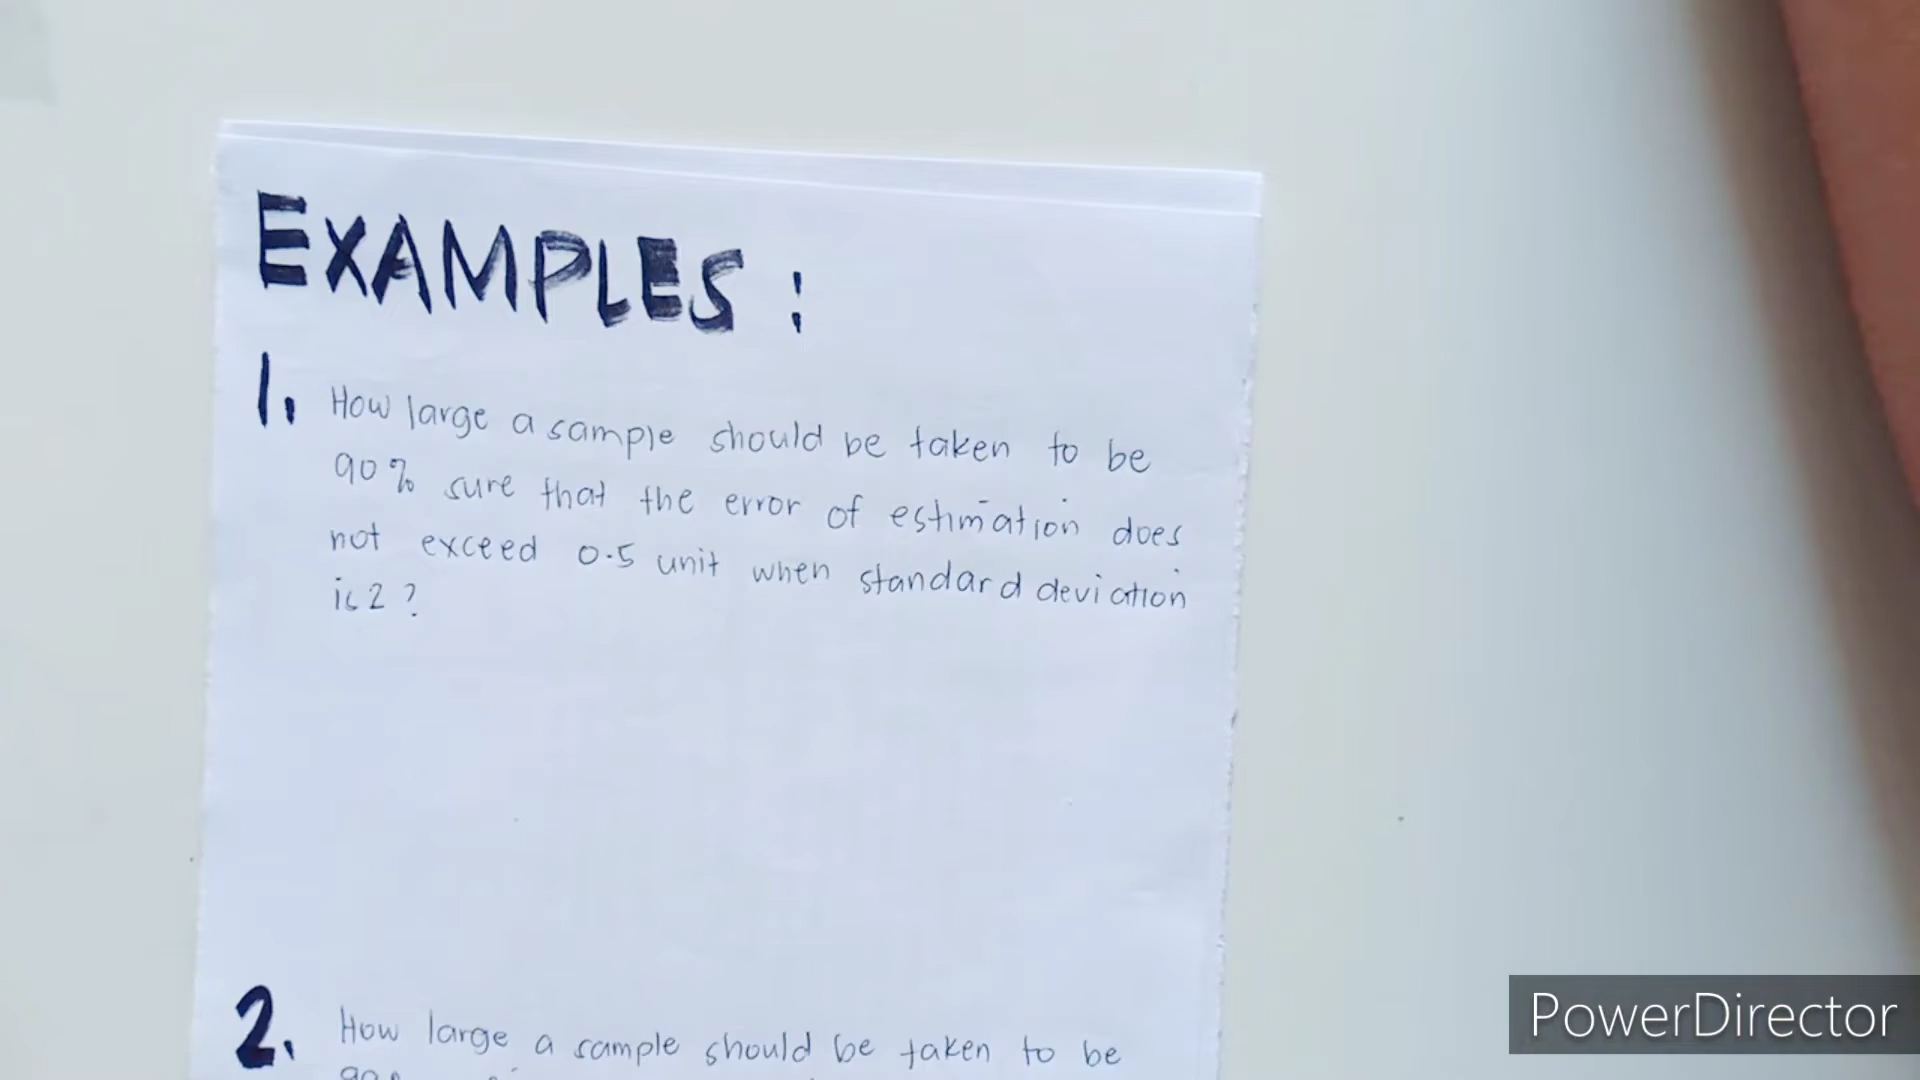 EXAMPLES:
1. How large a sample should be taken to be
90% sure that the error of estimation does
not exceed 0.5 unit when standard deviation
is 2?
2. How large a sample should be taken to be
PowerDirector